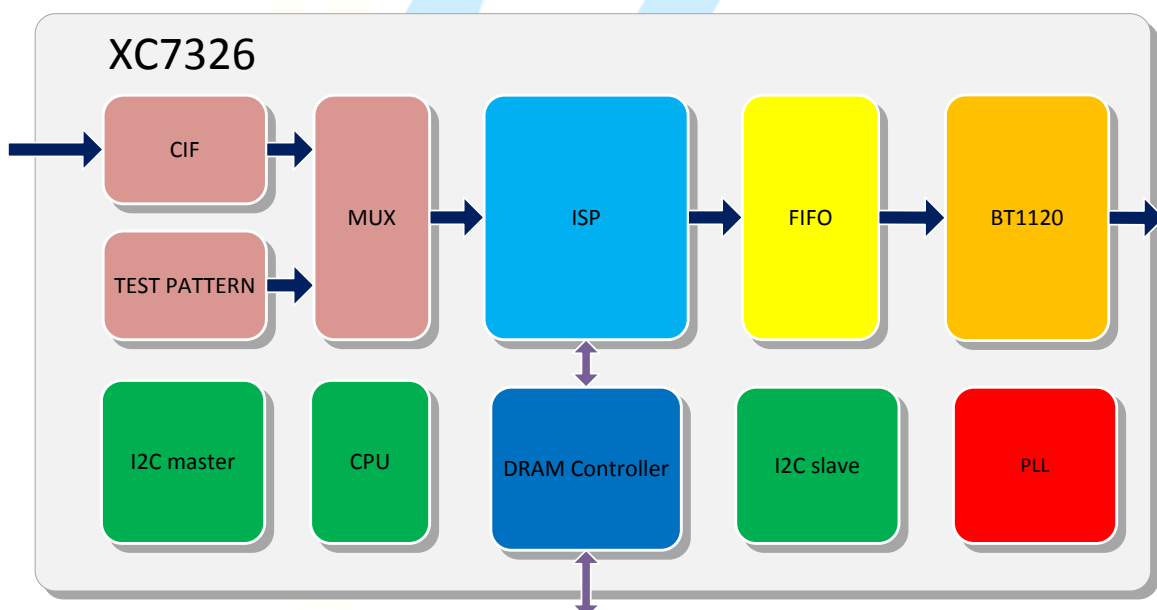 XC7326
CIF
TEST PATTERN
MUX
ISP
FIFO
BT1120
I2C master
CPU
DRAM Controller
I2C slave
PLL